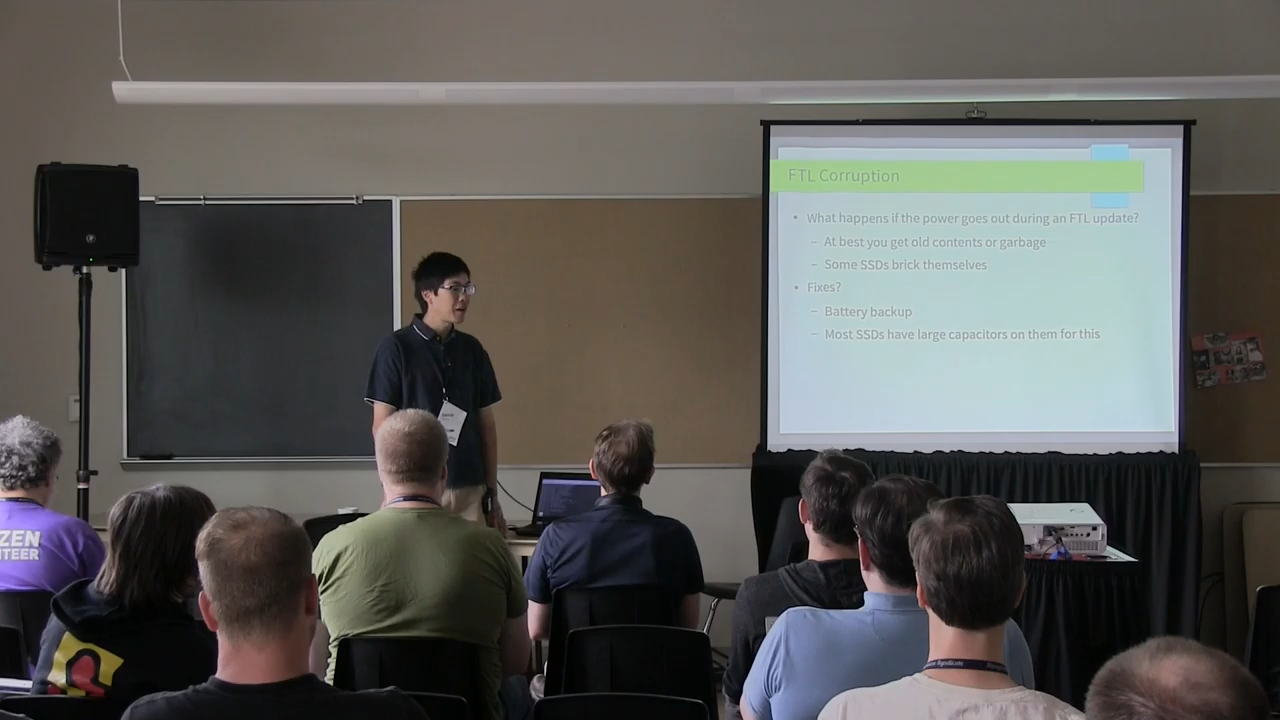 FTL Corruption
• What happens if the power goes out during an FTL update?
– At best you get old contents or garbage
– Some SSDs brick themselves
• Fixes?
– Battery backup
– Most SSDs have large capacitors on them for this
ZEN
NTEER